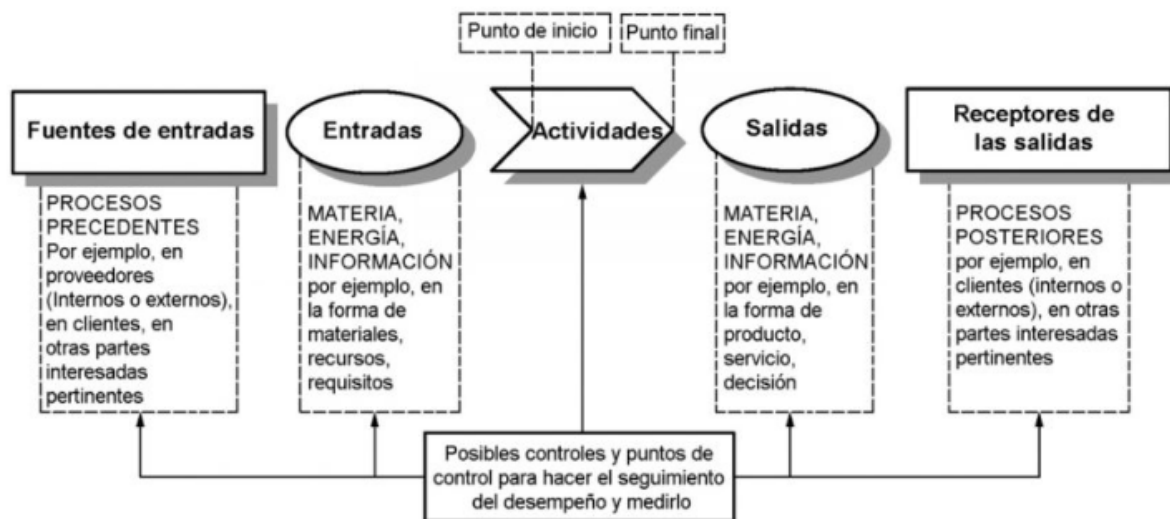 Punto de inicio
Punto final
Fuentes de entradas
Entradas
Actividades
Salidas
Receptores de
las salidas
PROCESOS
PRECEDENTES
Por ejemplo, en
proveedores
(Internos o externos),
en clientes, en
otras partes
interesadas
pertinentes
MATERIA,
ENERGÍA,
INFORMACIÓN
por ejemplo, en
la forma de
materiales,
recursos,
requisitos
MATERIA,
ENERGÍA,
INFORMACIÓN
por ejemplo, en
la forma de
producto,
servicio,
decisión
PROCESOS
POSTERIORES
por ejemplo, en
clientes (internos o
externos), en otras
partes interesadas
pertinentes
Posibles controles y puntos de
control para hacer el seguimiento
del desempeño y medirlo